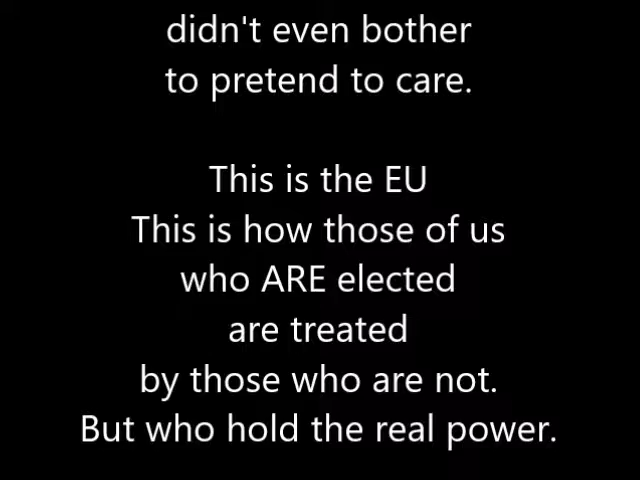 didn't even bother
to pretend to care.
This is the EU
This is how those of us
who ARE elected
are treated
by those who are not.
But who hold the real power.